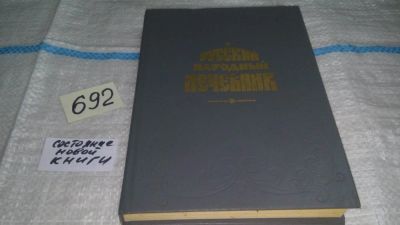 РУССКИЙ
НАРОДНЫЙ
ЛЕЧЕБНИК
692
состояние
новой
книги